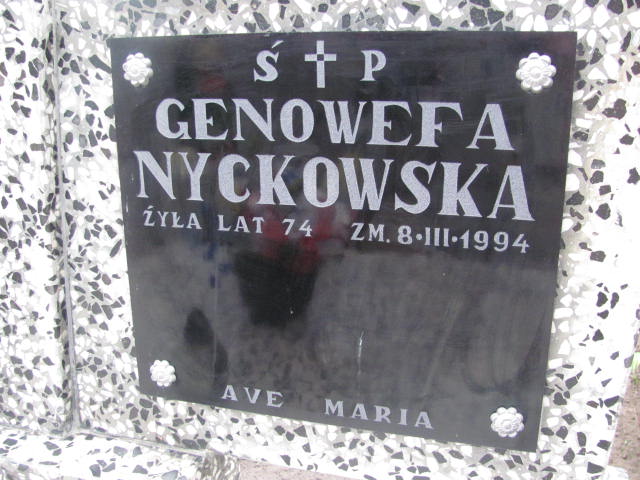 Ś † P
GENOWEFA
NYCKOWSKA
ŻYŁA LAT 74 ZM. 8·III·1994
AVE MARIA